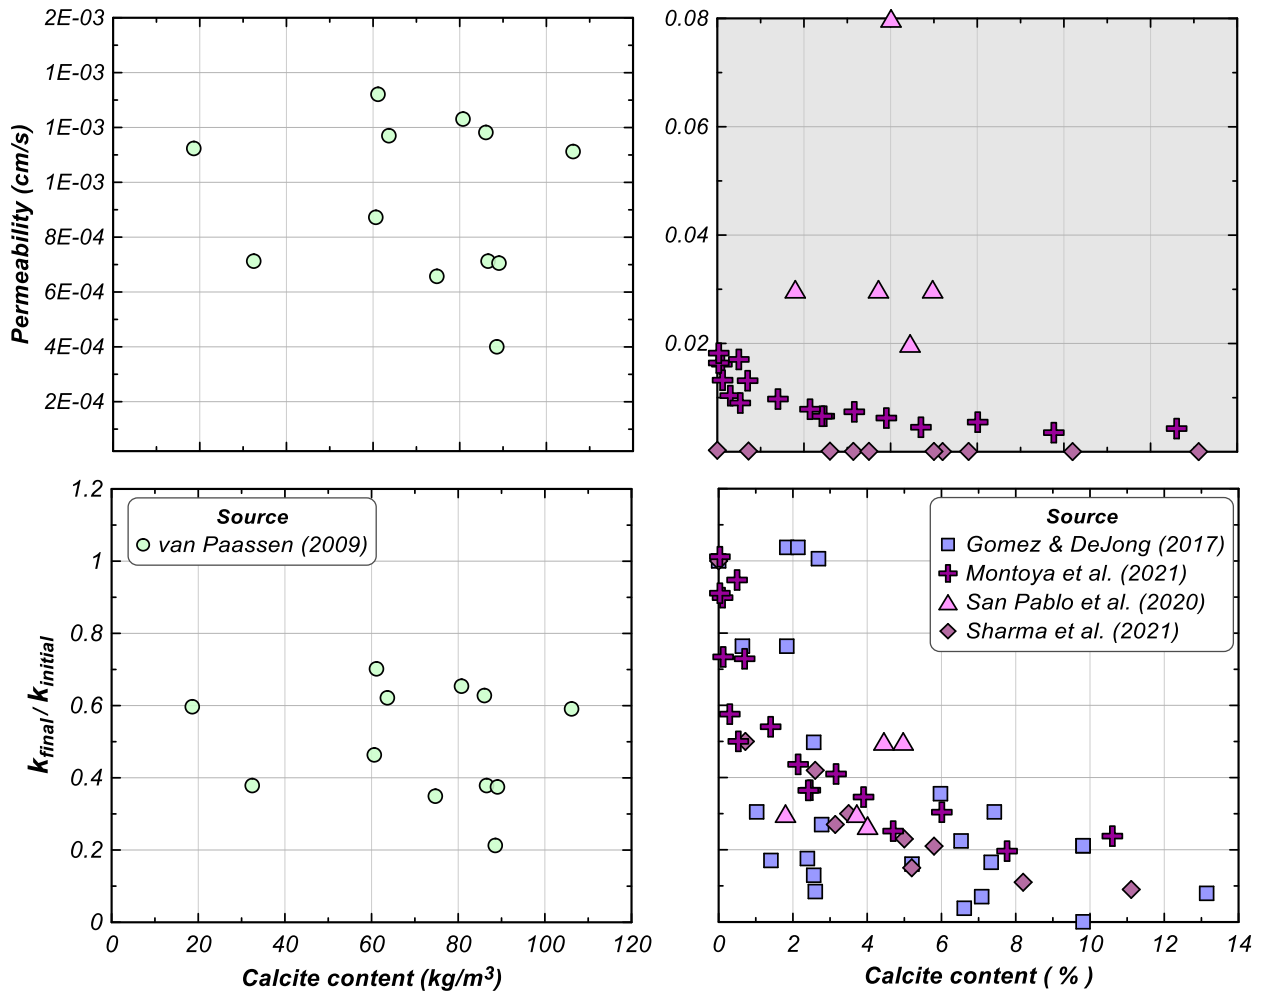 2E-03
1E-03
1E-03
1E-03
8E-04
6E-04
4E-04
2E-04
Permeability (cm/s)
0.08
0.06
0.04
0.02
1.2
1
0.8
0.6
0.4
0.2
0
k_final / k_initial
Source
van Paassen (2009)
0 20 40 60 80 100 120
Calcite content (kg/m³)
Source
Gomez & DeJong (2017)
Montoya et al. (2021)
San Pablo et al. (2020)
Sharma et al. (2021)
0 2 4 6 8 10 12 14
Calcite content ( % )